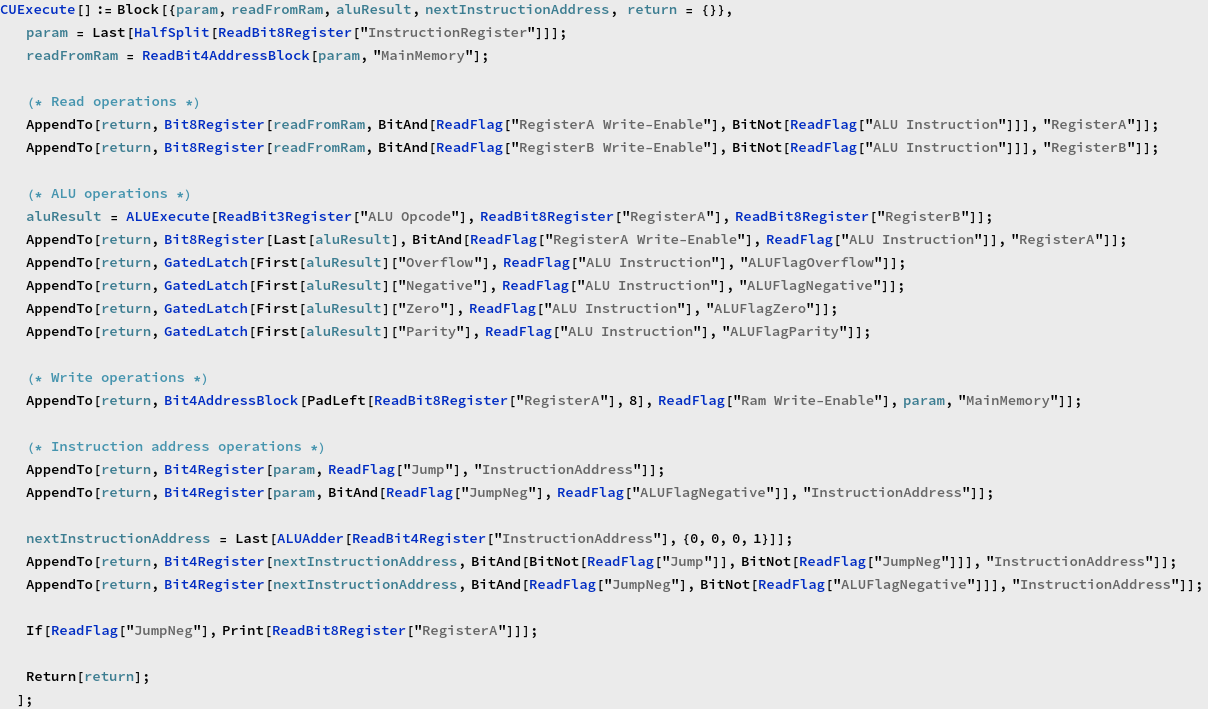 CUExecute[] := Block[{param, readFromRam, aluResult, nextInstructionAddress, return = {}},
param = Last[HalfSplit[ReadBit8Register["InstructionRegister"]]];
readFromRam = ReadBit4AddressBlock[param, "MainMemory"];
(* Read operations *)
AppendTo[return, Bit8Register[readFromRam, BitAnd[ReadFlag["RegisterA Write-Enable"], BitNot[ReadFlag["ALU Instruction"]]], "RegisterA"]];
AppendTo[return, Bit8Register[readFromRam, BitAnd[ReadFlag["RegisterB Write-Enable"], BitNot[ReadFlag["ALU Instruction"]]], "RegisterB"]];
(* ALU operations *)
aluResult = ALUExecute[ReadBit3Register["ALU Opcode"], ReadBit8Register["RegisterA"], ReadBit8Register["RegisterB"]];
AppendTo[return, Bit8Register[Last[aluResult], BitAnd[ReadFlag["RegisterA Write-Enable"], ReadFlag["ALU Instruction"]], "RegisterA"]];
AppendTo[return, GatedLatch[First[aluResult]["Overflow"], ReadFlag["ALU Instruction"], "ALUFlagOverflow"]];
AppendTo[return, GatedLatch[First[aluResult]["Negative"], ReadFlag["ALU Instruction"], "ALUFlagNegative"]];
AppendTo[return, GatedLatch[First[aluResult]["Zero"], ReadFlag["ALU Instruction"], "ALUFlagZero"]];
AppendTo[return, GatedLatch[First[aluResult]["Parity"], ReadFlag["ALU Instruction"], "ALUFlagParity"]];
(* Write operations *)
AppendTo[return, Bit4AddressBlock[PadLeft[ReadBit8Register["RegisterA"], 8], ReadFlag["Ram Write-Enable"], param, "MainMemory"]];
(* Instruction address operations *)
AppendTo[return, Bit4Register[param, ReadFlag["Jump"], "InstructionAddress"]];
AppendTo[return, Bit4Register[param, BitAnd[ReadFlag["JumpNeg"], ReadFlag["ALUFlagNegative"]], "InstructionAddress"]];
nextInstructionAddress = Last[ALUAdder[ReadBit4Register["InstructionAddress"], {0, 0, 0, 1}]];
AppendTo[return, Bit4Register[nextInstructionAddress, BitAnd[BitNot[ReadFlag["Jump"]], BitNot[ReadFlag["JumpNeg"]]], "InstructionAddress"]];
AppendTo[return, Bit4Register[nextInstructionAddress, BitAnd[ReadFlag["JumpNeg"], BitNot[ReadFlag["ALUFlagNegative"]]], "InstructionAddress"]];
If[ReadFlag["JumpNeg"], Print[ReadBit8Register["RegisterA"]]];
Return[return];
];